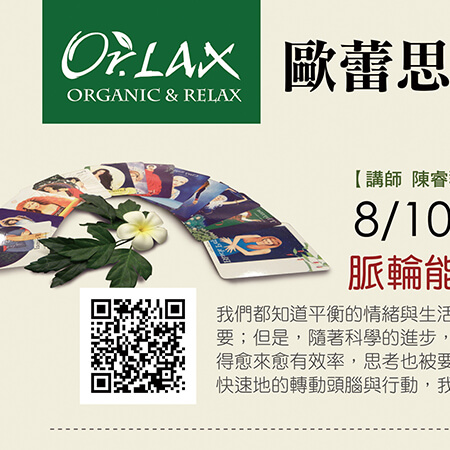 Or.LAX
ORGANIC & RELAX
歐蕾思
【講師 陳睿
8/10
脈輪能
我們都知道平衡的情緒與生活
要；但是，隨著科學的進步，
得愈來愈有效率，思考也被要
快速地的轉動頭腦與行動，我